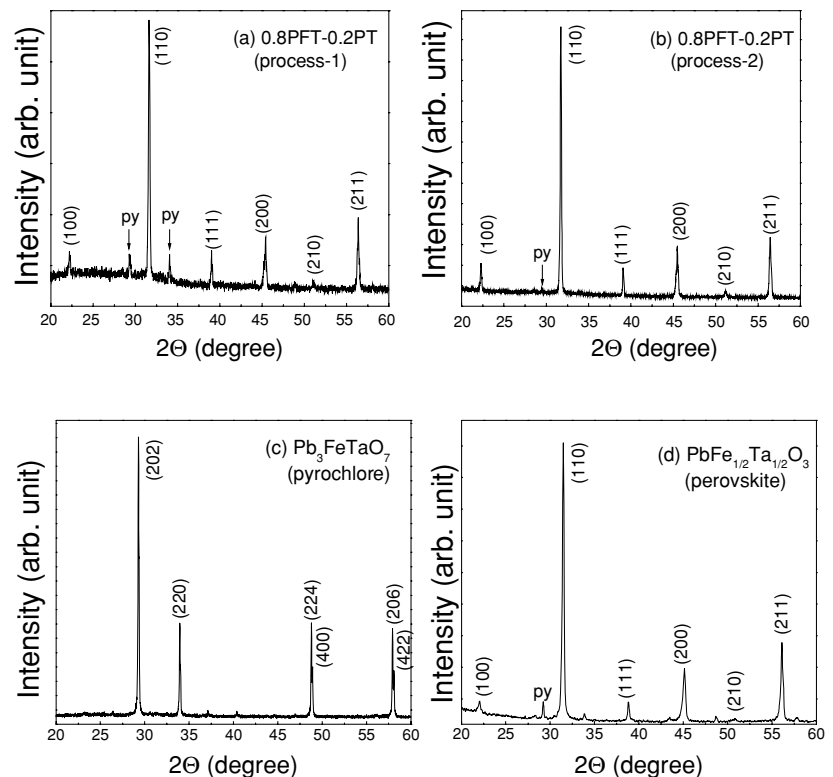 (a) 0.8PFT-0.2PT
(process-1)
Intensity (arb. unit)
(100)
py
(110)
py
(111)
(200)
(210)
(211)
20 25 30 35 40 45 50 55 60
2Θ (degree)
(b) 0.8PFT-0.2PT
(process-2)
Intensity (arb. unit)
(100)
py
(110)
(111)
(200)
(210)
(211)
20 25 30 35 40 45 50 55 60
2Θ (degree)
(c) Pb₃FeTaO₇
(pyrochlore)
Intensity (arb. unit)
(202)
(220)
(224)
(400)
(206)
(422)
20 25 30 35 40 45 50 55 60
2Θ (degree)
(d) PbFe₁/₂Ta₁/₂O₃
(perovskite)
Intensity (arb. unit)
(100)
py
(110)
(111)
(200)
(210)
(211)
20 25 30 35 40 45 50 55 60
2Θ (degree)